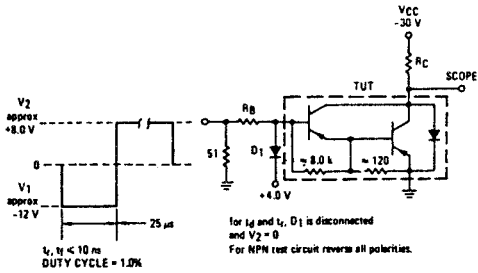 VCC
-30 V
RC
SCOPE
TUT
V2
approx
+8.0 V
RB
0
51
D1
≈ 8.0 k
≈ 120
V1
approx
-12 V
+4.0 V
25 μs
for td and tr, D1 is disconnected
and V2 = 0
For NPN test circuit reverse all polarities.
tr, tf < 10 ns
DUTY CYCLE = 1.0%